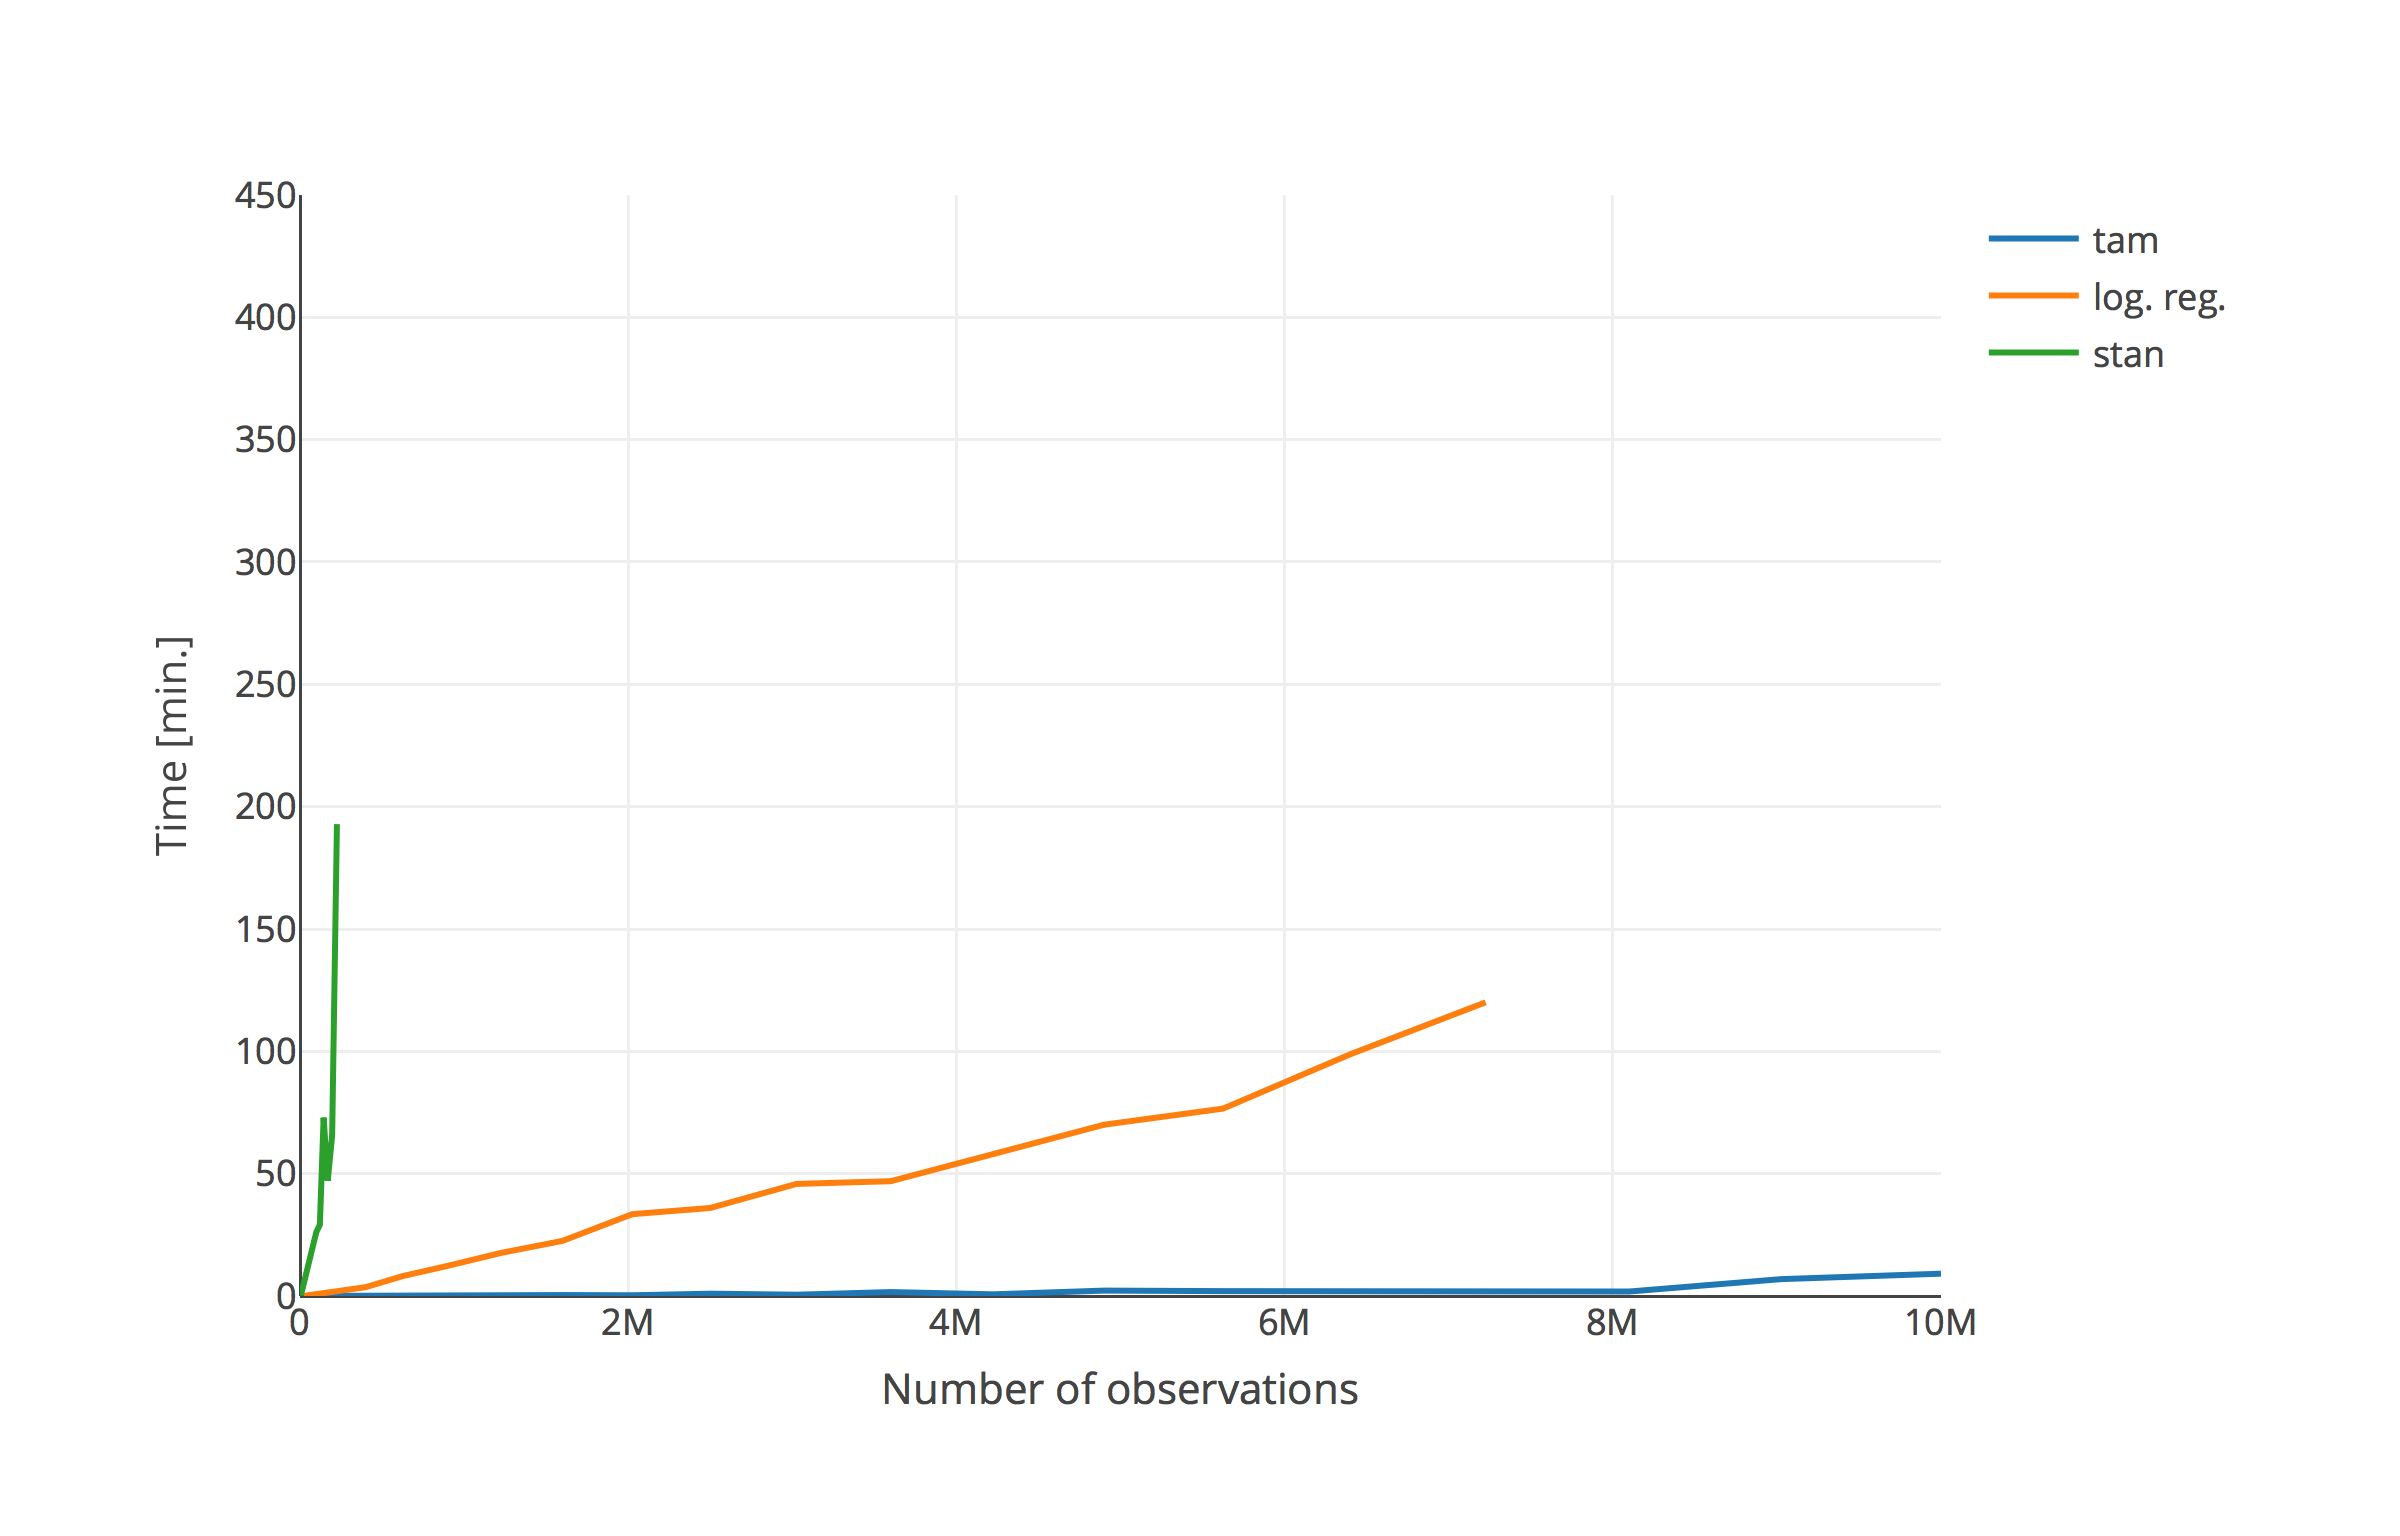 450
400
350
300
250
200
150
100
50
0
Time [min.]
0
2M
4M
6M
8M
10M
Number of observations
tam
log. reg.
stan